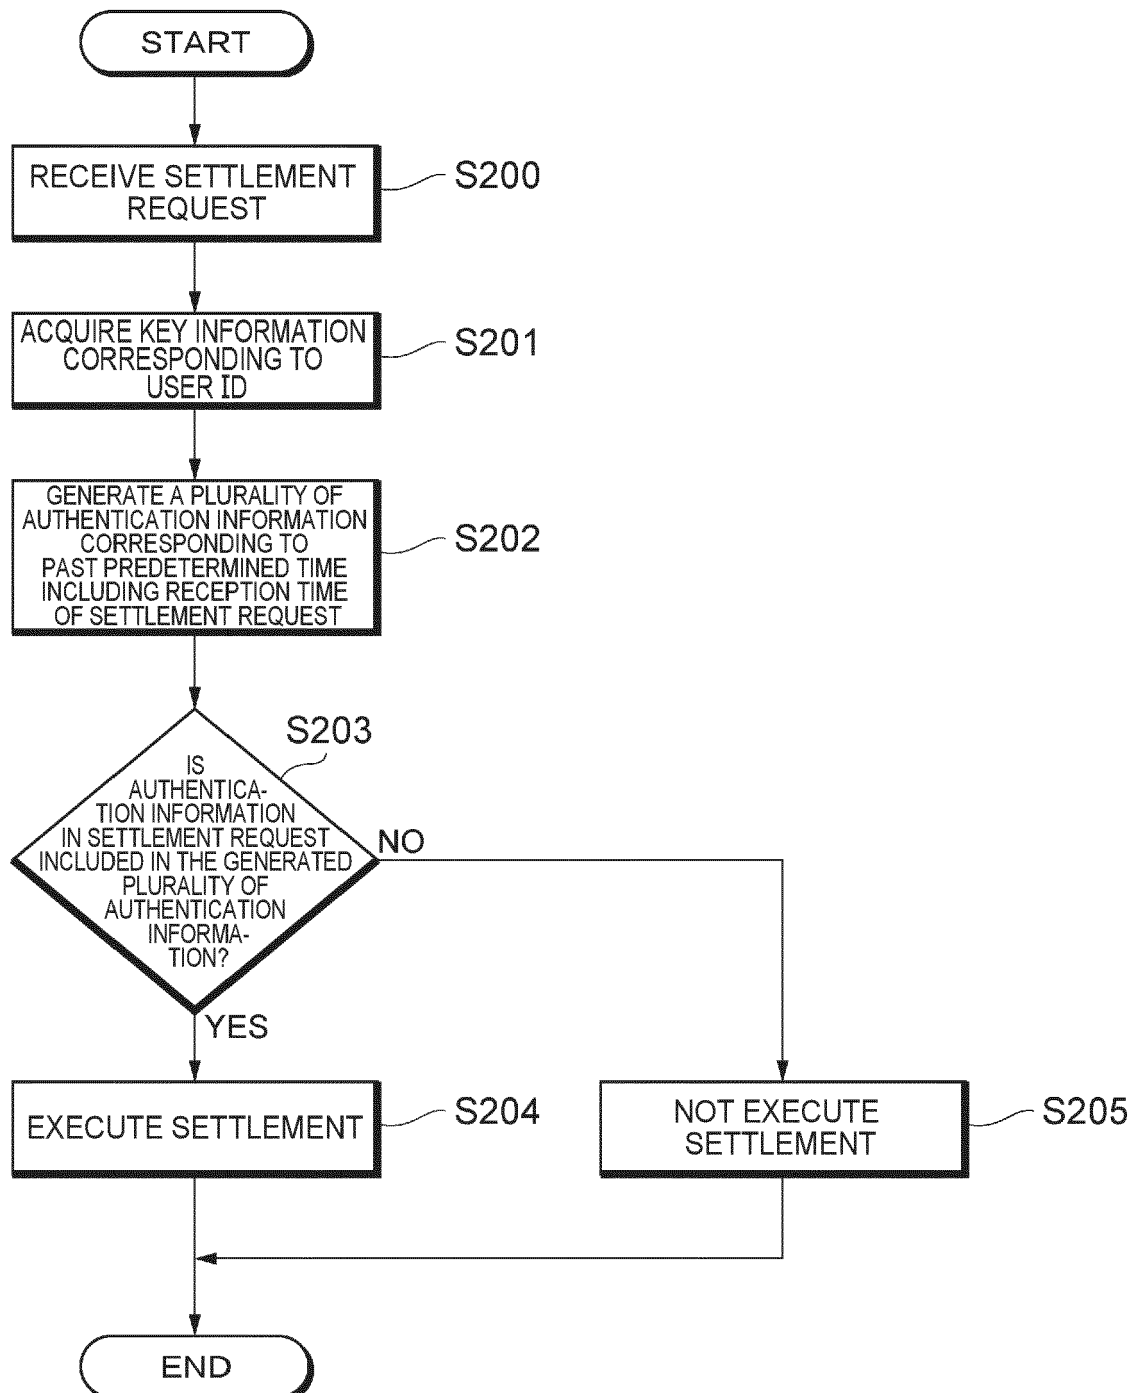 START
RECEIVE SETTLEMENT
REQUEST
S200
ACQUIRE KEY INFORMATION
CORRESPONDING TO
USER ID
S201
GENERATE A PLURALITY OF
AUTHENTICATION INFORMATION
CORRESPONDING TO
PAST PREDETERMINED TIME
INCLUDING RECEPTION TIME
OF SETTLEMENT REQUEST
S202
S203
IS
AUTHENTICA-
TION INFORMATION
IN SETTLEMENT REQUEST
INCLUDED IN THE GENERATED
PLURALITY OF
AUTHENTICATION
INFORMA-
TION?
NO
YES
EXECUTE SETTLEMENT
S204
NOT EXECUTE
SETTLEMENT
S205
END